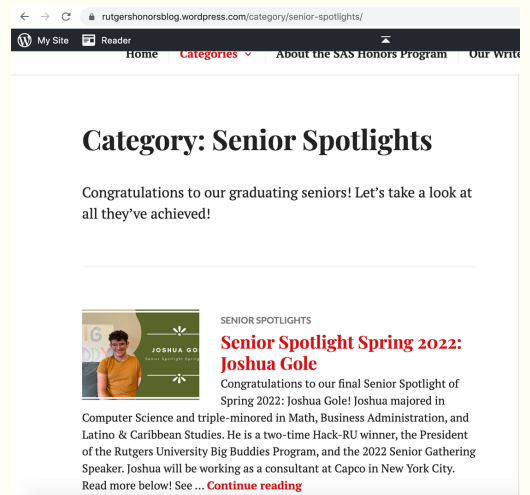 rutgershonorsblog.wordpress.com/category/senior-spotlights/
My Site Reader
Home Categories About the SAS Honors Program Our Write
Category: Senior Spotlights
Congratulations to our graduating seniors! Let’s take a look at
all they’ve achieved!
JOSHUA GO
Senior Spotlight Spring
SENIOR SPOTLIGHTS
Senior Spotlight Spring 2022:
Joshua Gole
Congratulations to our final Senior Spotlight of
Spring 2022: Joshua Gole! Joshua majored in
Computer Science and triple-minored in Math, Business Administration, and
Latino & Caribbean Studies. He is a two-time Hack-RU winner, the President
of the Rutgers University Big Buddies Program, and the 2022 Senior Gathering
Speaker. Joshua will be working as a consultant at Capco in New York City.
Read more below! See … Continue reading